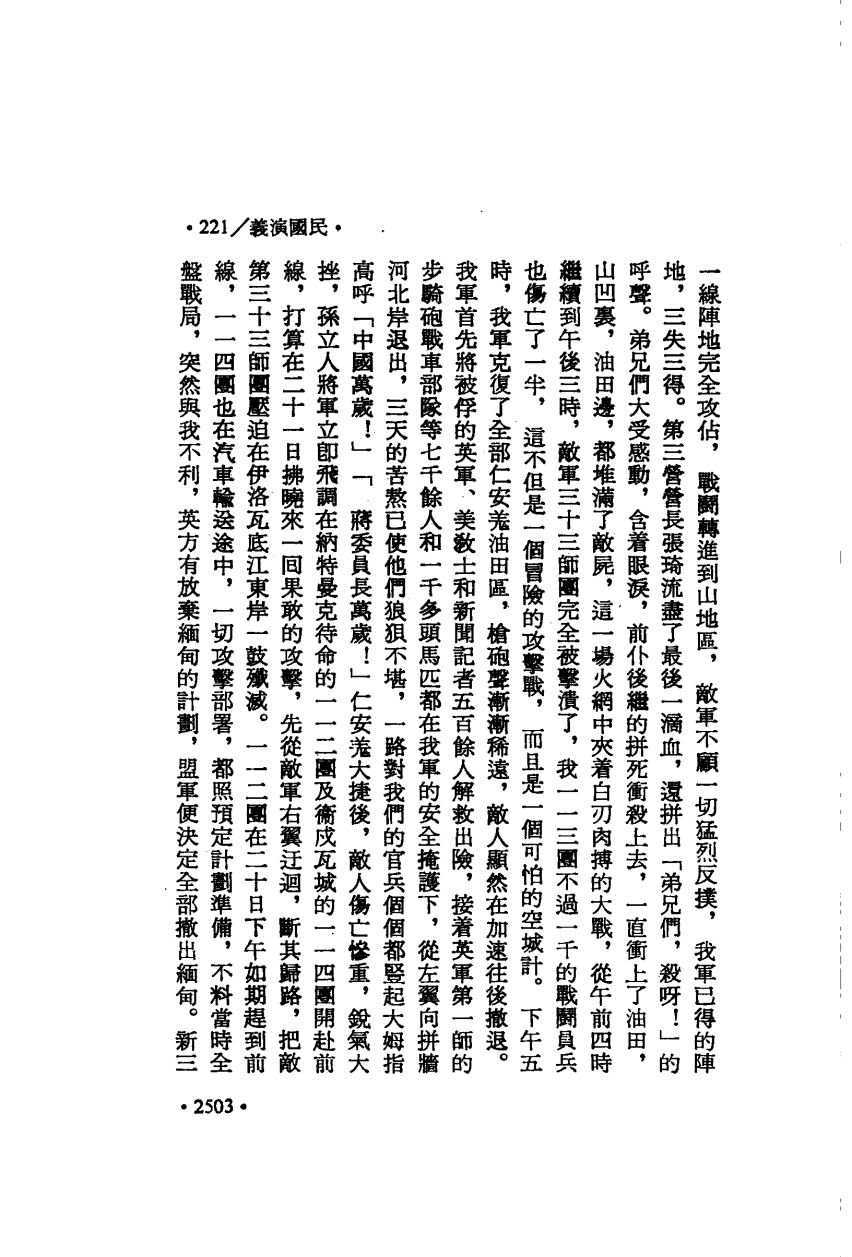 •221／義演國民•
一線陣地完全攻佔，戰鬪轉進到山地區，敵軍不顧一切猛烈反撲，我軍已得的陣
地，三失三得。第三營營長張琦流盡了最後一滴血，還拼出「弟兄們，殺呀！」的
呼聲。弟兄們大受感動，含着眼淚，前仆後繼的拼死衝殺上去，一直衝上了油田，
山凹裏，油田邊，都堆滿了敵屍，這一場火網中夾着白刃肉搏的大戰，從午前四時
繼續到午後三時，敵軍三十三師團完全被擊潰了，我一一三團不過一千的戰鬪員兵
也傷亡了一半，這不但是一個冒險的攻擊戰，而且是一個可怕的空城計。下午五
時，我軍克復了全部仁安羌油田區，槍砲聲漸漸稀遠，敵人顯然在加速往後撤退。
我軍首先將被俘的英軍、美敎士和新聞記者五百餘人解救出險，接着英軍第一師的
步騎砲戰車部隊等七千餘人和一千多頭馬匹都在我軍的安全掩護下，從左翼向拼牆
河北岸退出，三天的苦熬已使他們狼狽不堪，一路對我們的官兵個個都豎起大姆指
高呼「中國萬歲！」「蔣委員長萬歲！」仁安羌大捷後，敵人傷亡慘重，銳氣大
挫，孫立人將軍立卽飛調在納特曼克待命的一一二團及衞戍瓦城的一一四團開赴前
線，打算在二十一日拂曉來一回果敢的攻擊，先從敵軍右翼迂迴，斷其歸路，把敵
第三十三師團壓迫在伊洛瓦底江東岸一鼓殲滅。一一二團在二十日下午如期趕到前
線，一一四團也在汽車輸送途中，一切攻擊部署，都照預定計劃準備，不料當時全
盤戰局，突然與我不利，英方有放棄緬甸的計劃，盟軍便決定全部撤出緬甸。新三
•2503•